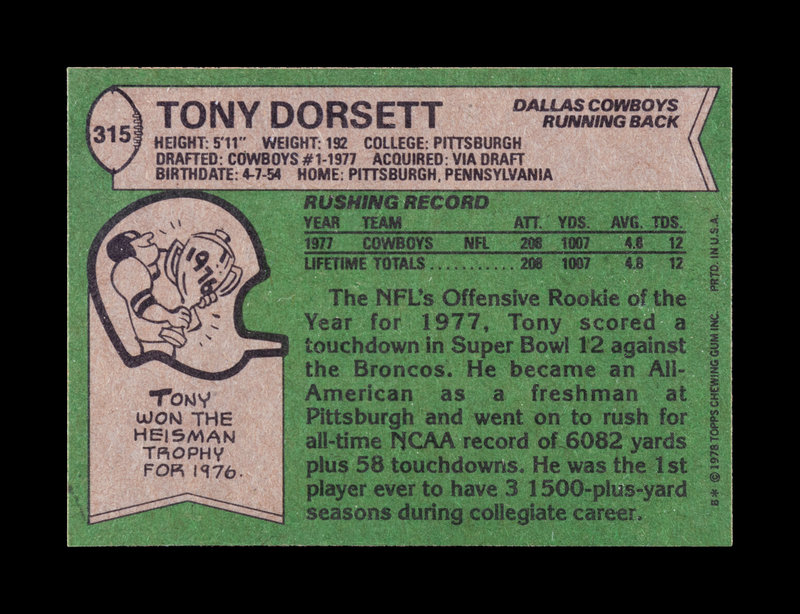 315
TONY DORSETT
DALLAS COWBOYS
RUNNING BACK
HEIGHT: 5'11" WEIGHT: 192 COLLEGE: PITTSBURGH
DRAFTED: COWBOYS #1-1977 ACQUIRED: VIA DRAFT
BIRTHDATE: 4-7-54 HOME: PITTSBURGH, PENNSYLVANIA
RUSHING RECORD
YEAR TEAM ATT. YDS. AVG. TDS.
1977 COWBOYS NFL 208 1007 4.8 12
LIFETIME TOTALS........... 208 1007 4.8 12
The NFL's Offensive Rookie of the
Year for 1977, Tony scored a
touchdown in Super Bowl 12 against
the Broncos. He became an All-
American as a freshman at
Pittsburgh and went on to rush for
all-time NCAA record of 6082 yards
plus 58 touchdowns. He was the 1st
player ever to have 3 1500-plus-yard
seasons during collegiate career.
1976
TONY
WON THE
HEISMAN
TROPHY
FOR 1976.
B* © 1978 TOPPS CHEWING GUM INC. PRTD. IN U.S.A.